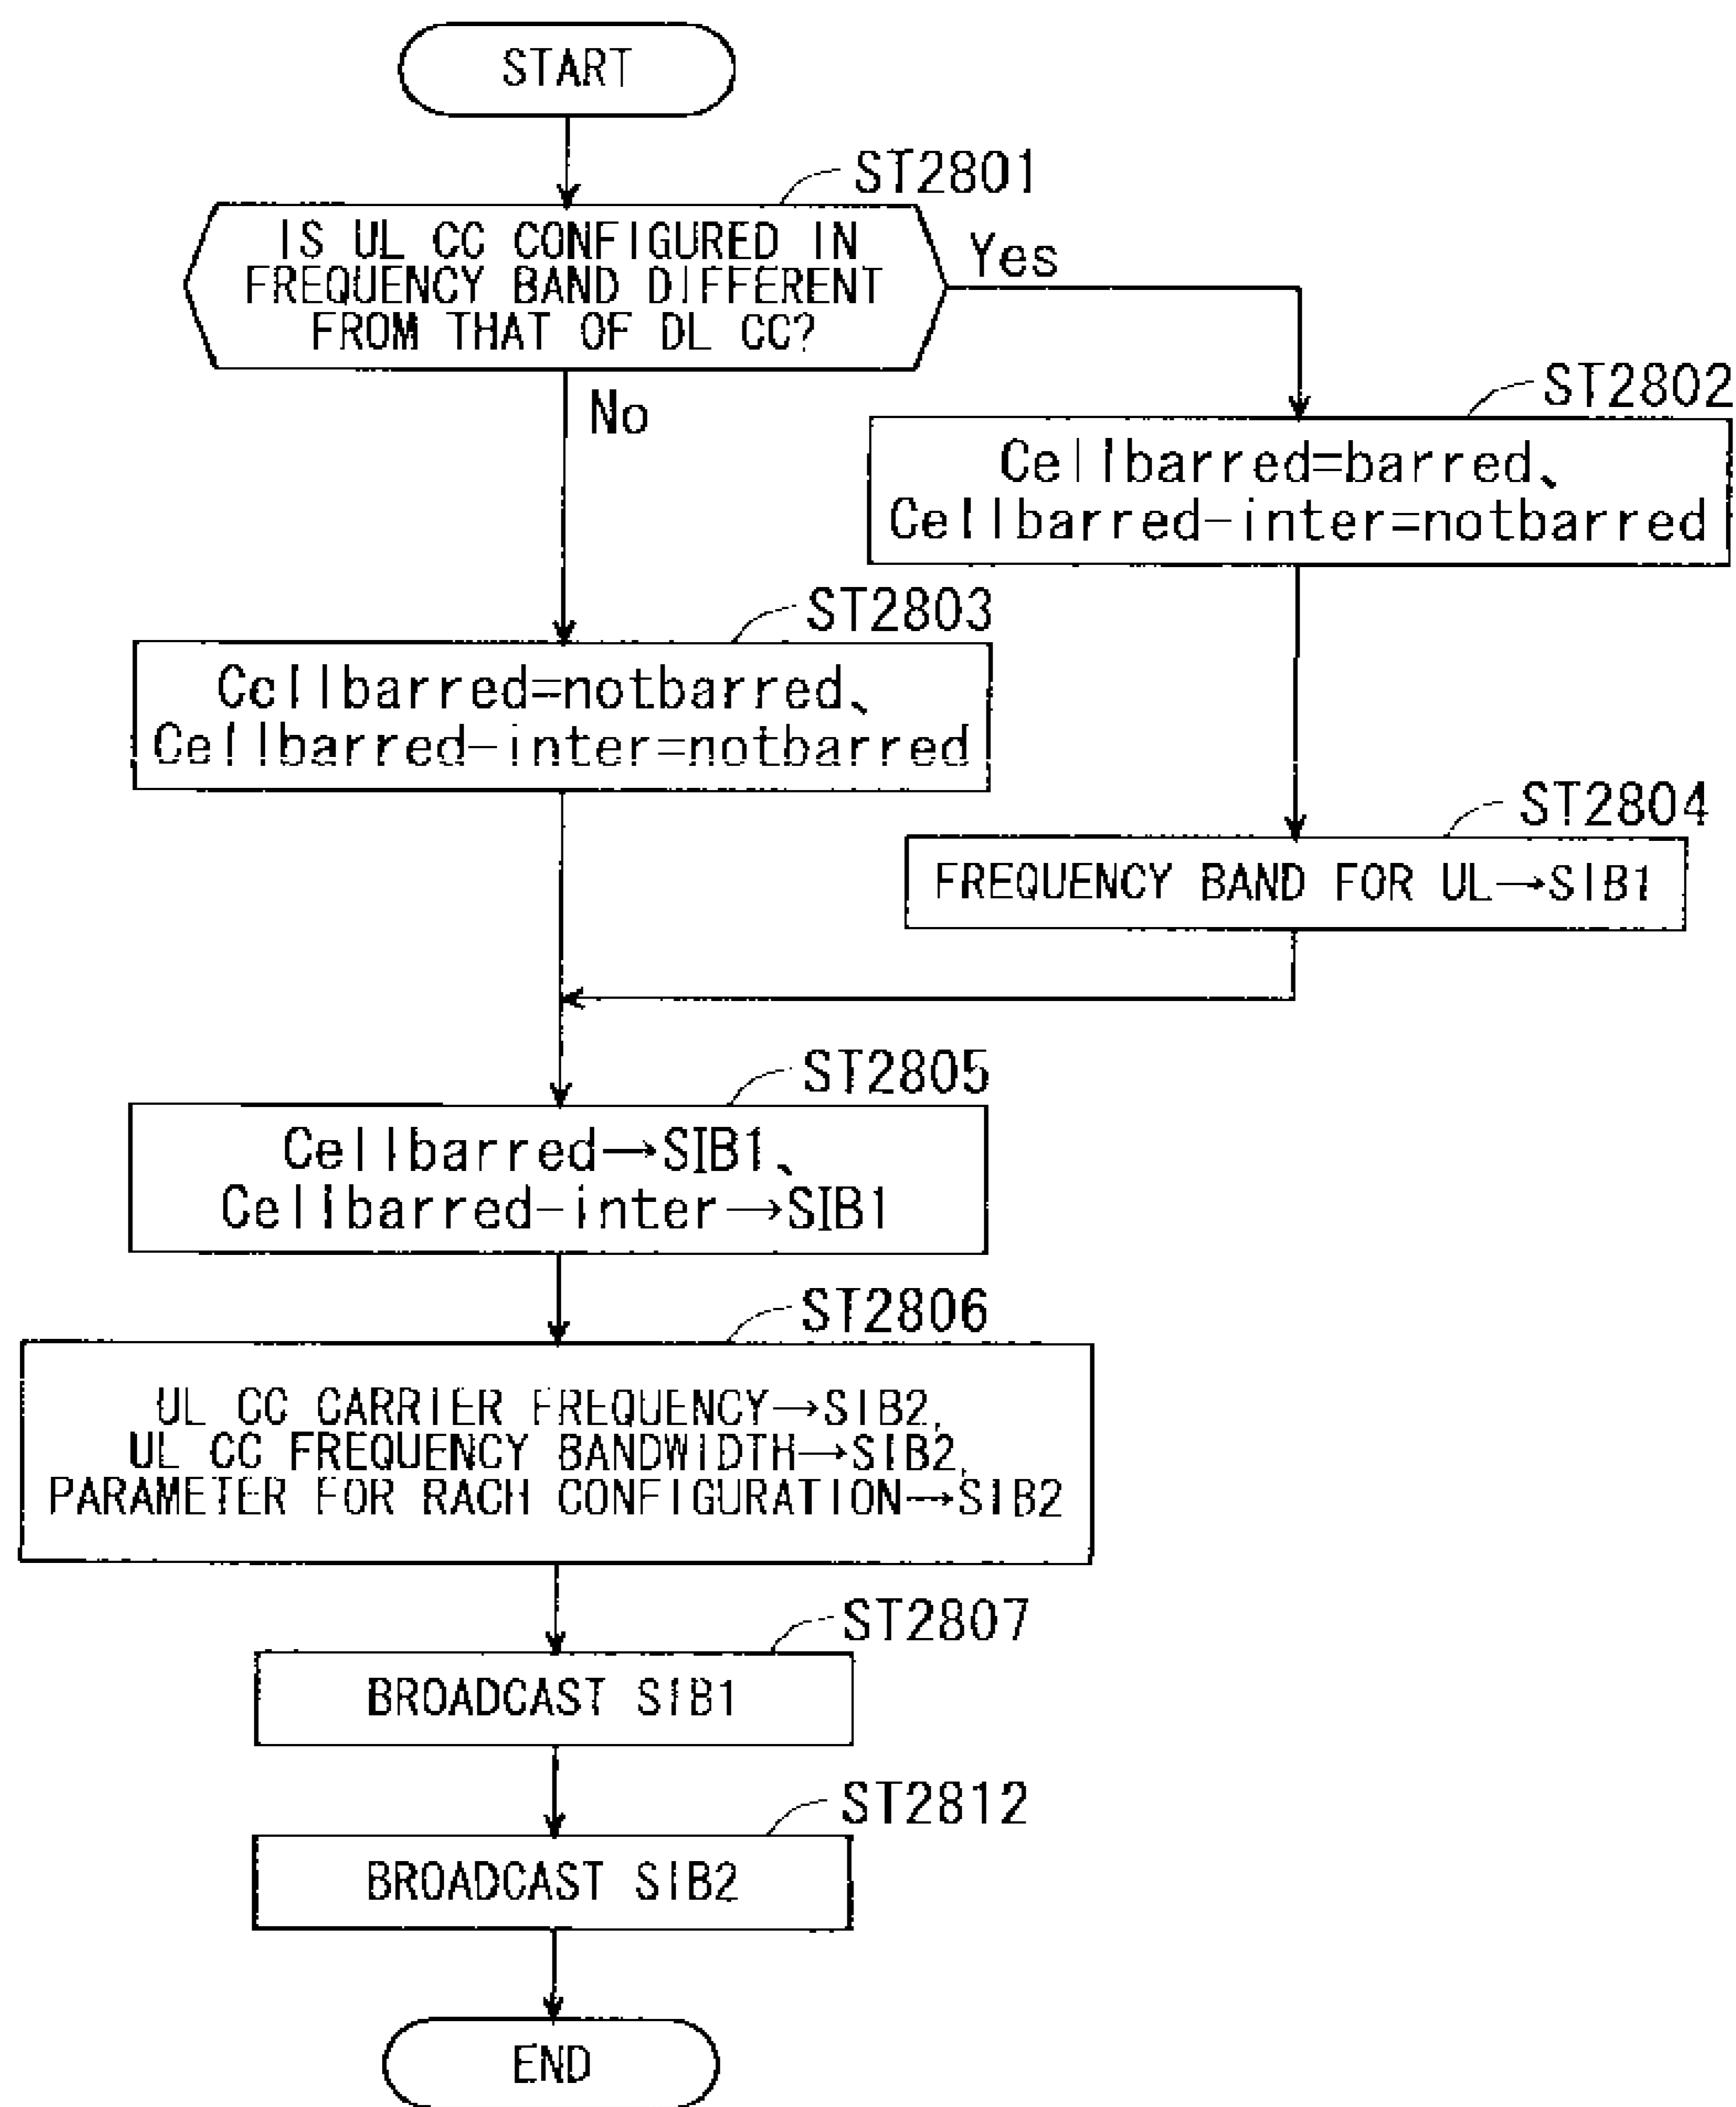 START
ST2801
IS UL CC CONFIGURED IN
FREQUENCY BAND DIFFERENT
FROM THAT OF DL CC?
Yes
No
ST2802
Cellbarred=barred、
Cellbarred-inter=notbarred
ST2803
Cellbarred=notbarred、
Cellbarred-inter=notbarred
ST2804
FREQUENCY BAND FOR UL→SIB1
ST2805
Cellbarred→SIB1、
Cellbarred-inter→SIB1
ST2806
UL CC CARRIER FREQUENCY→SIB2,
UL CC FREQUENCY BANDWIDTH→SIB2,
PARAMETER FOR RACH CONFIGURATION→SIB2
ST2807
BROADCAST SIB1
ST2812
BROADCAST SIB2
END